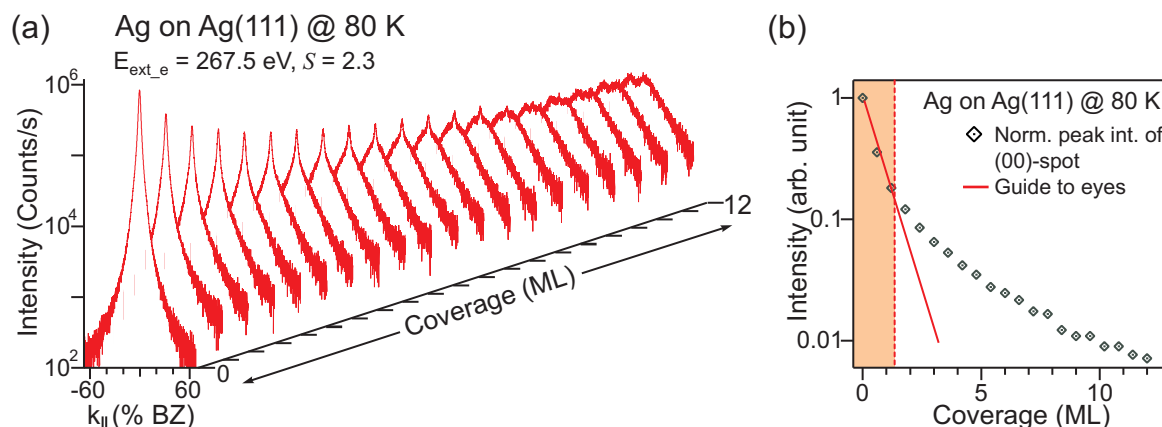 (a)
Ag on Ag(111) @ 80 K
E_ext_e = 267.5 eV, S = 2.3
10^6
10^4
10^2
Intensity (Counts/s)
-60
0
60
k_|| (% BZ)
0
12
Coverage (ML)
(b)
Ag on Ag(111) @ 80 K
Norm. peak int. of
(00)-spot
Guide to eyes
1
0.1
0.01
Intensity (arb. unit)
0
5
10
Coverage (ML)